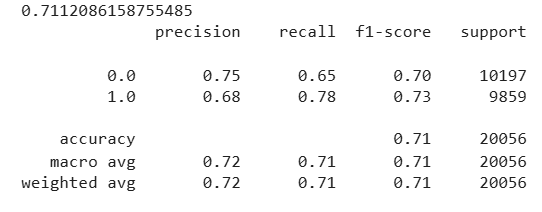 0.7112086158755485
precision recall f1-score support
0.0 0.75 0.65 0.70 10197
1.0 0.68 0.78 0.73 9859
accuracy 0.71 20056
macro avg 0.72 0.71 0.71 20056
weighted avg 0.72 0.71 0.71 20056